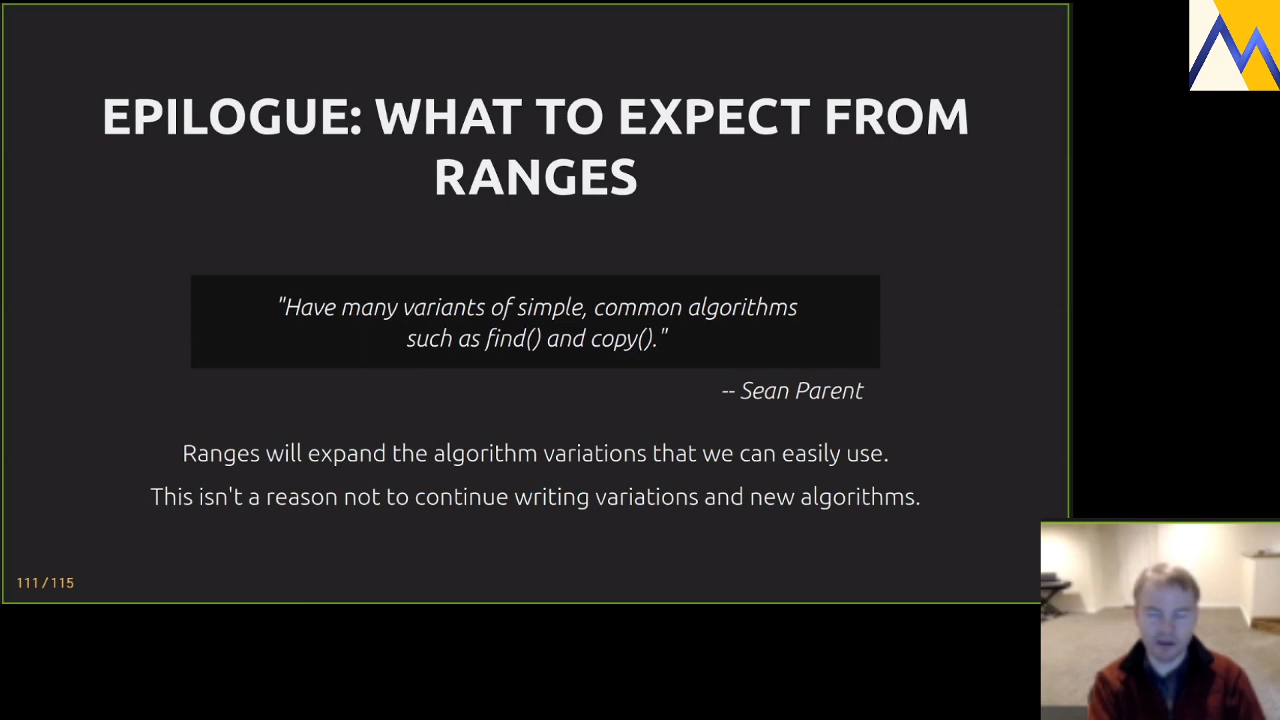 EPILOGUE: WHAT TO EXPECT FROM
RANGES
"Have many variants of simple, common algorithms
such as find() and copy()."
-- Sean Parent
Ranges will expand the algorithm variations that we can easily use.
This isn't a reason not to continue writing variations and new algorithms.
111/115